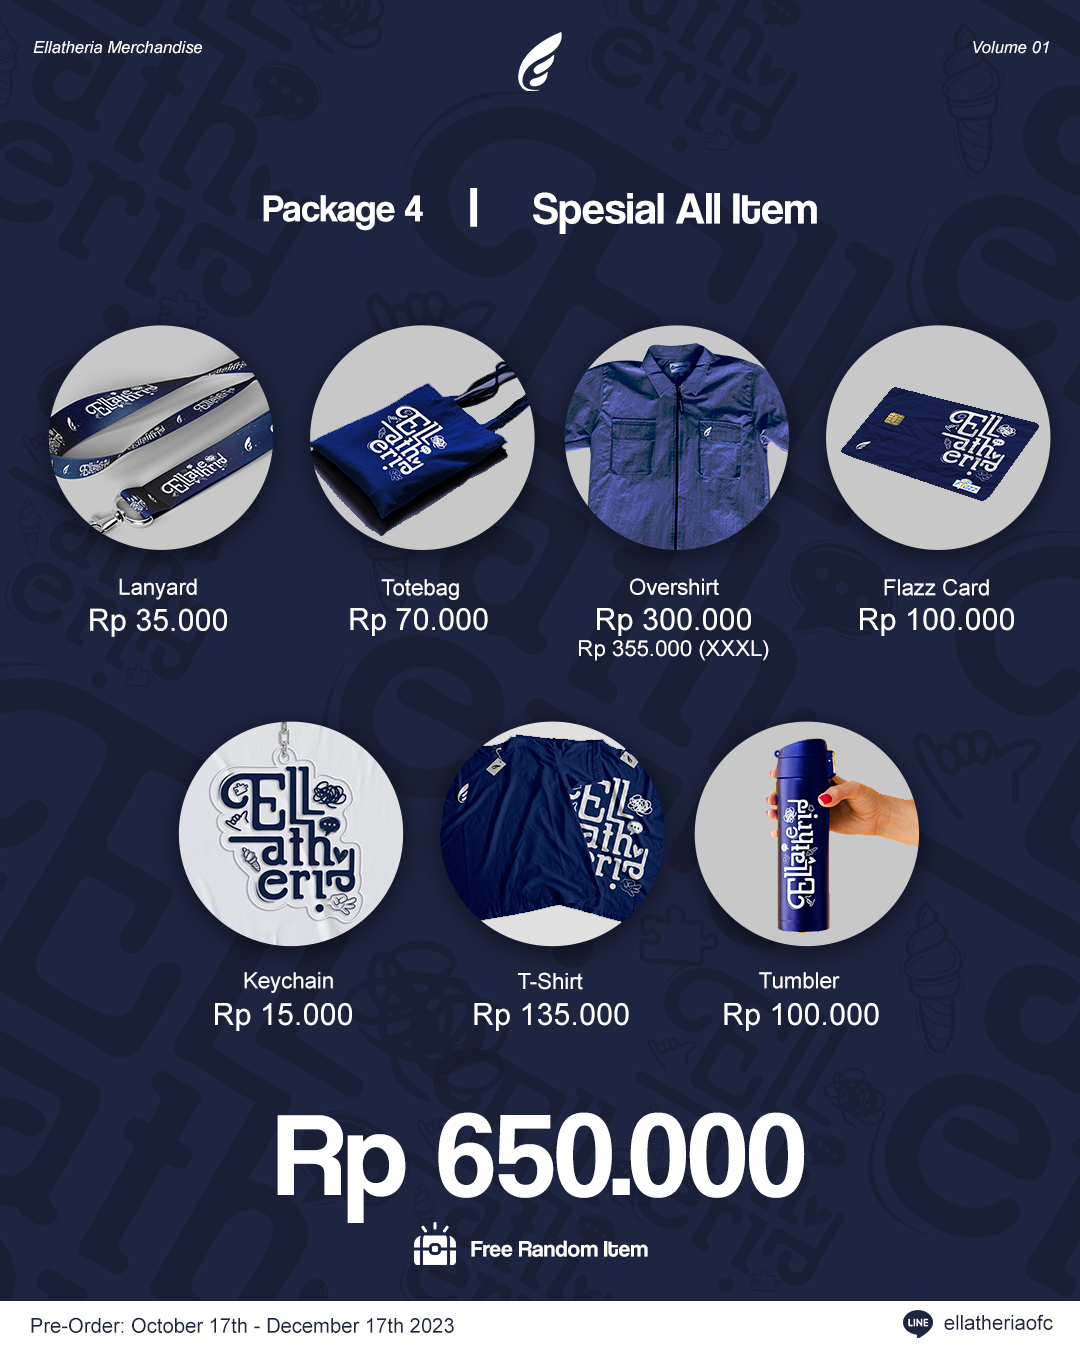 Ellatheria Merchandise
Volume 01
Package 4 | Spesial All Item
Lanyard
Rp 35.000
Totebag
Rp 70.000
Overshirt
Rp 300.000
Rp 355.000 (XXXL)
Flazz Card
Rp 100.000
Ell
ath
eria
Keychain
Rp 15.000
T-Shirt
Rp 135.000
Tumbler
Rp 100.000
Rp 650.000
Free Random Item
Pre-Order: October 17th - December 17th 2023
LINE
ellatheriaofc